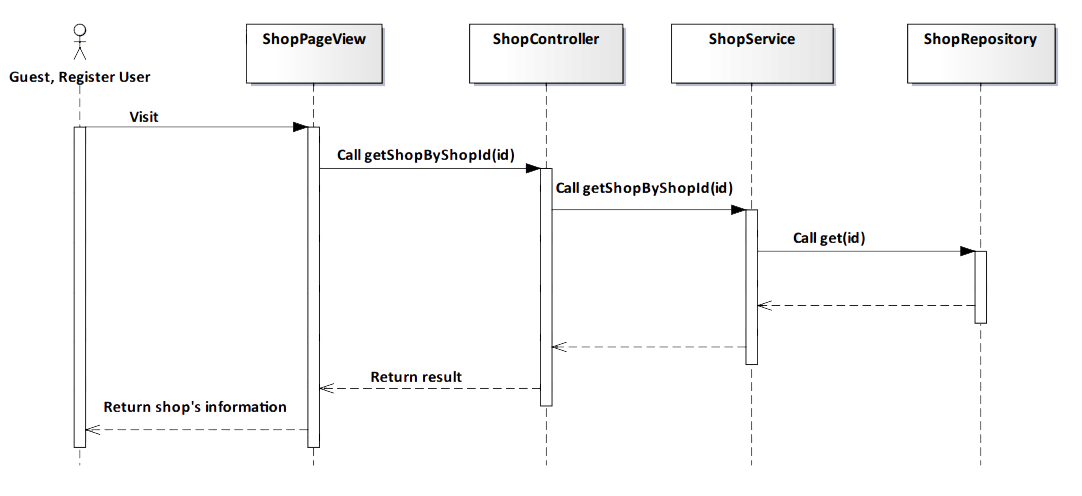 ShopPageView
ShopController
ShopService
ShopRepository
Guest, Register User
Visit
Call getShopByShopId(id)
Call getShopByShopId(id)
Call get(id)
Return result
Return shop's information